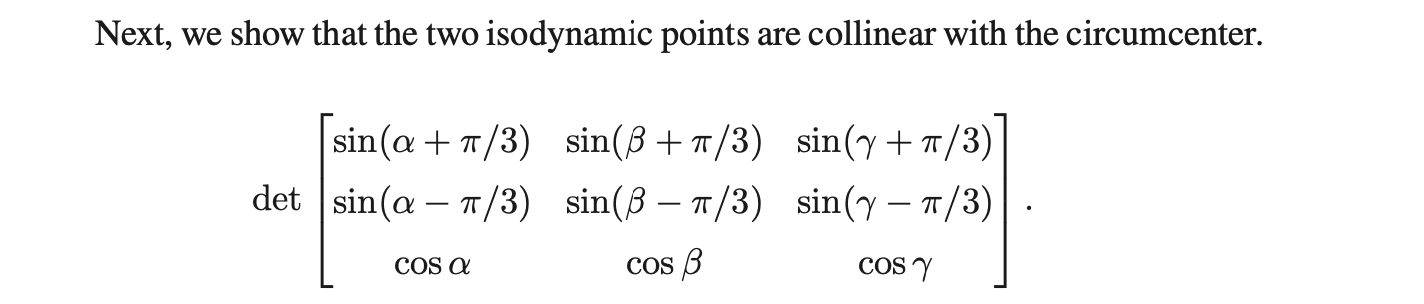 Next, we show that the two isodynamic points are collinear with the circumcenter.
sin(α + π/3) sin(β + π/3) sin(γ + π/3)
det sin(α − π/3) sin(β − π/3) sin(γ − π/3) .
cos α cos β cos γ